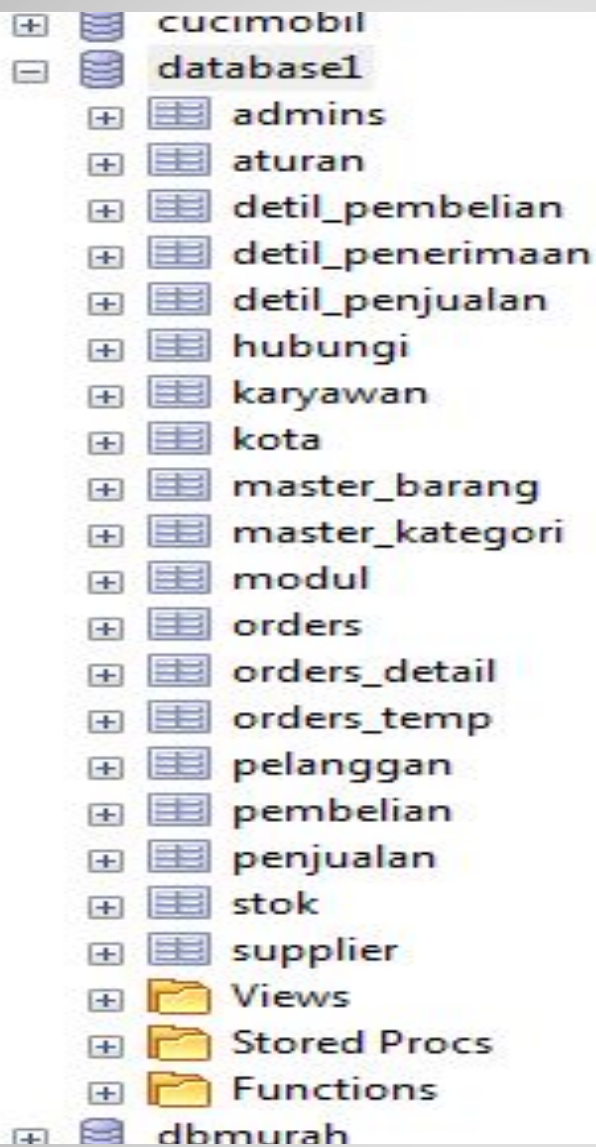 cucimobil
database1
admins
aturan
detil_pembelian
detil_penerimaan
detil_penjualan
hubungi
karyawan
kota
master_barang
master_kategori
modul
orders
orders_detail
orders_temp
pelanggan
pembelian
penjualan
stok
supplier
Views
Stored Procs
Functions
dbmurah